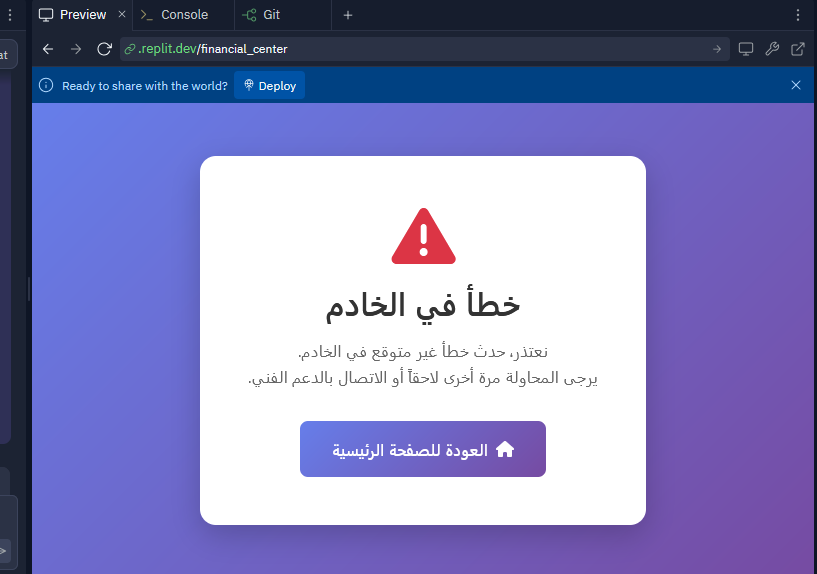 Preview
Console
Git
.replit.dev/financial_center
at
Ready to share with the world?
Deploy
خطأ في الخادم
نعتذر، حدث خطأ غير متوقع في الخادم.
يرجى المحاولة مرة أخرى لاحقاً أو الاتصال بالدعم الفني.
العودة للصفحة الرئيسية